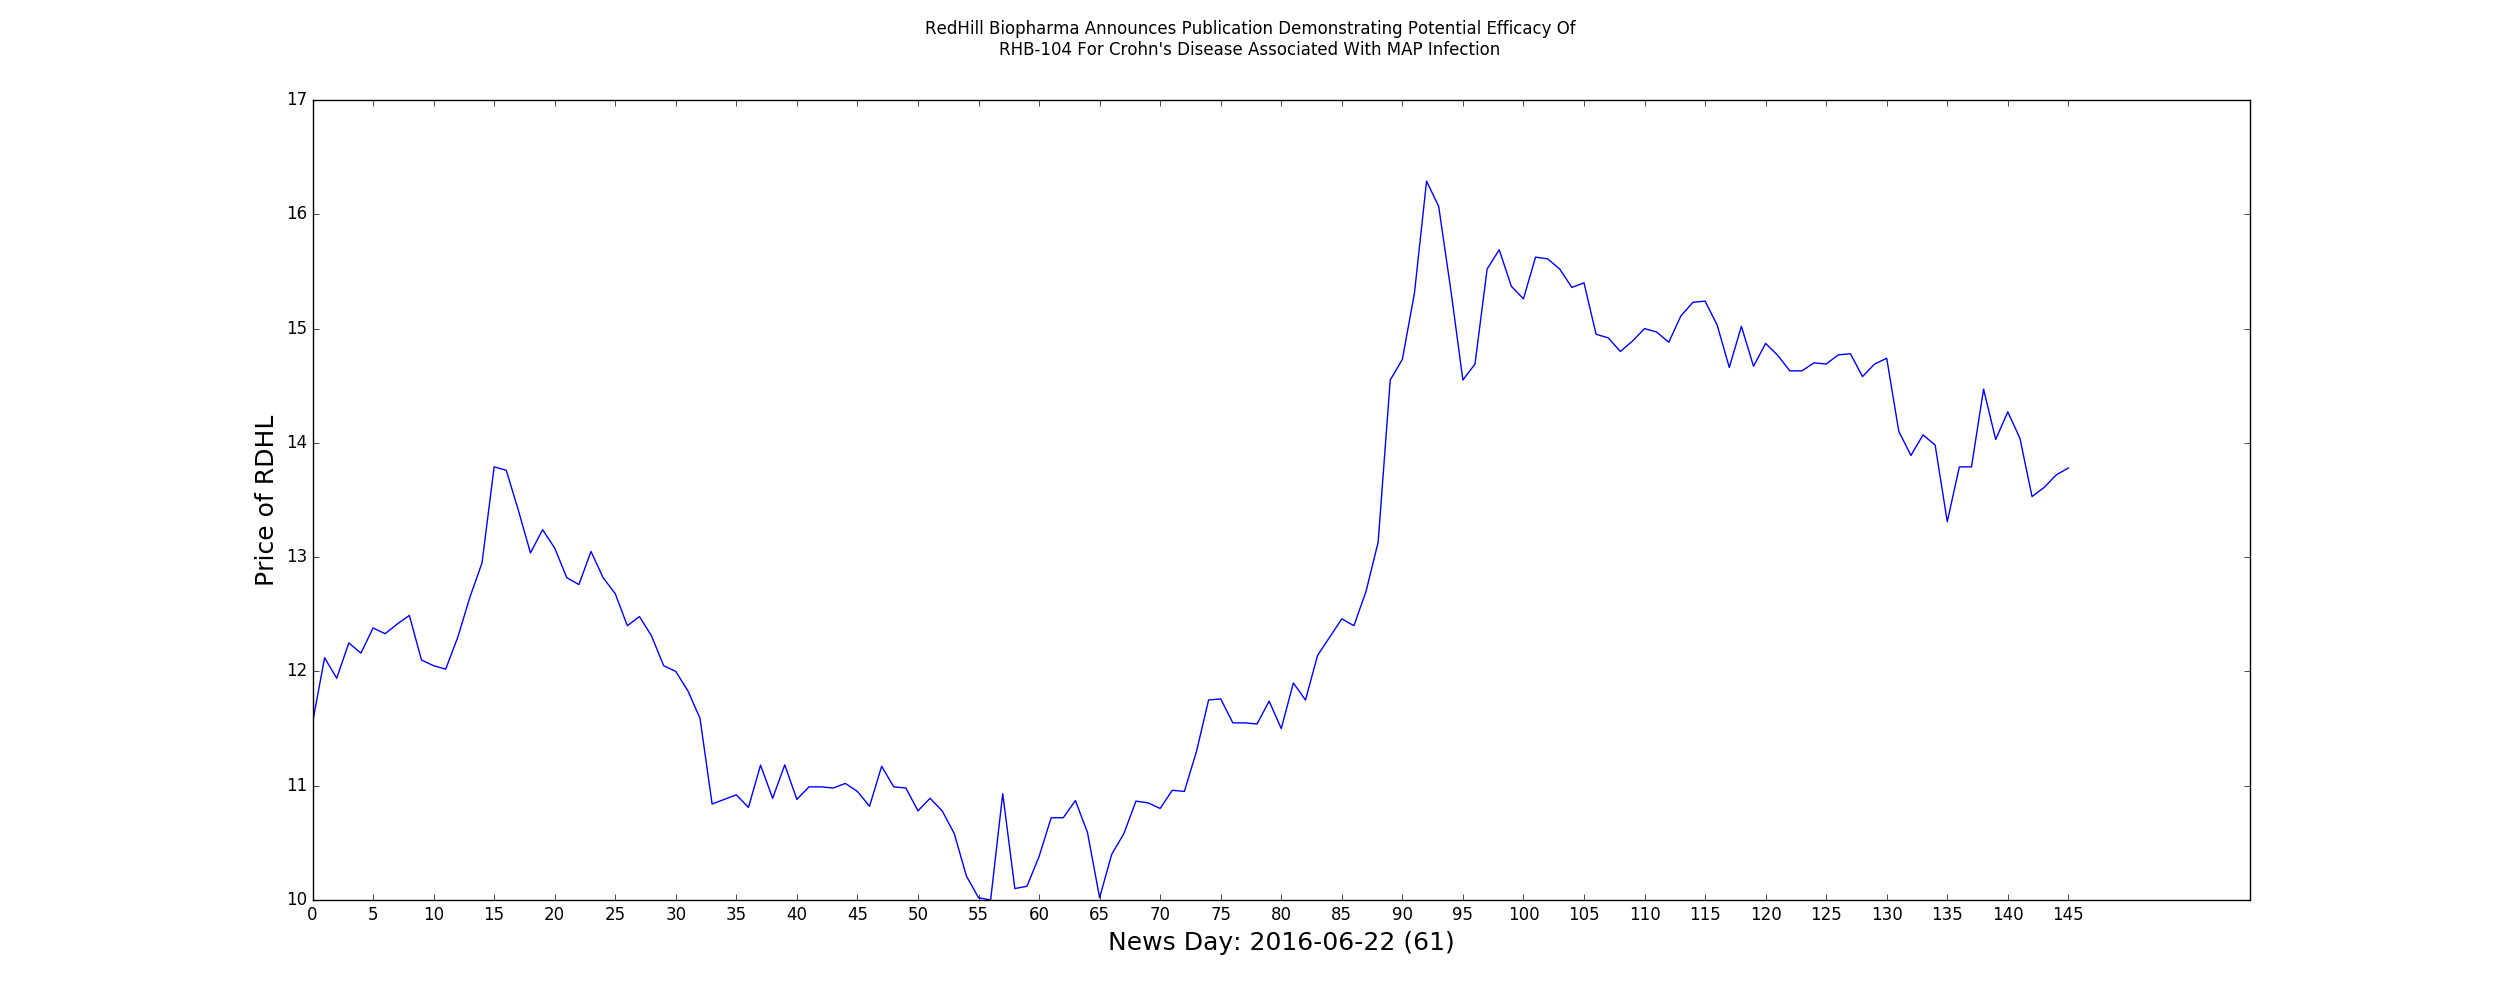 RedHill Biopharma Announces Publication Demonstrating Potential Efficacy Of
RHB-104 For Crohn's Disease Associated With MAP Infection
17
16
15
14
13
12
11
10
Price of RDHL
0 5 10 15 20 25 30 35 40 45 50 55 60 65 70 75 80 85 90 95 100 105 110 115 120 125 130 135 140 145
News Day: 2016-06-22 (61)